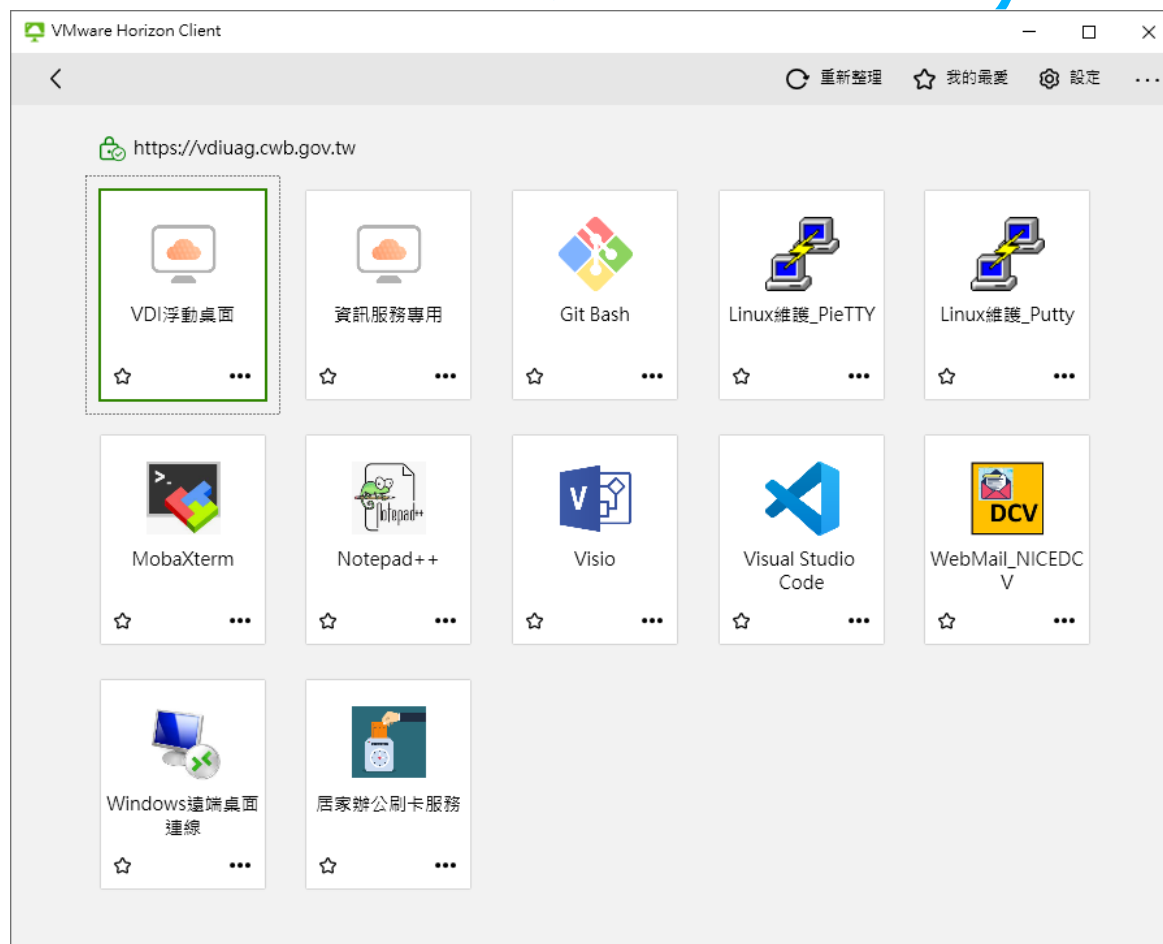 VMware Horizon Client
重新整理 我的最愛 設定
https://vdiuag.cwb.gov.tw
VDI浮動桌面
資訊服務專用
Git Bash
Linux維護_PieTTY
Linux維護_Putty
>_
MobaXterm
Notepad++
Notepad++
V
Visio
Visual Studio
Code
DCV
WebMail_NICEDC
V
Windows遠端桌面
連線
居家辦公刷卡服務